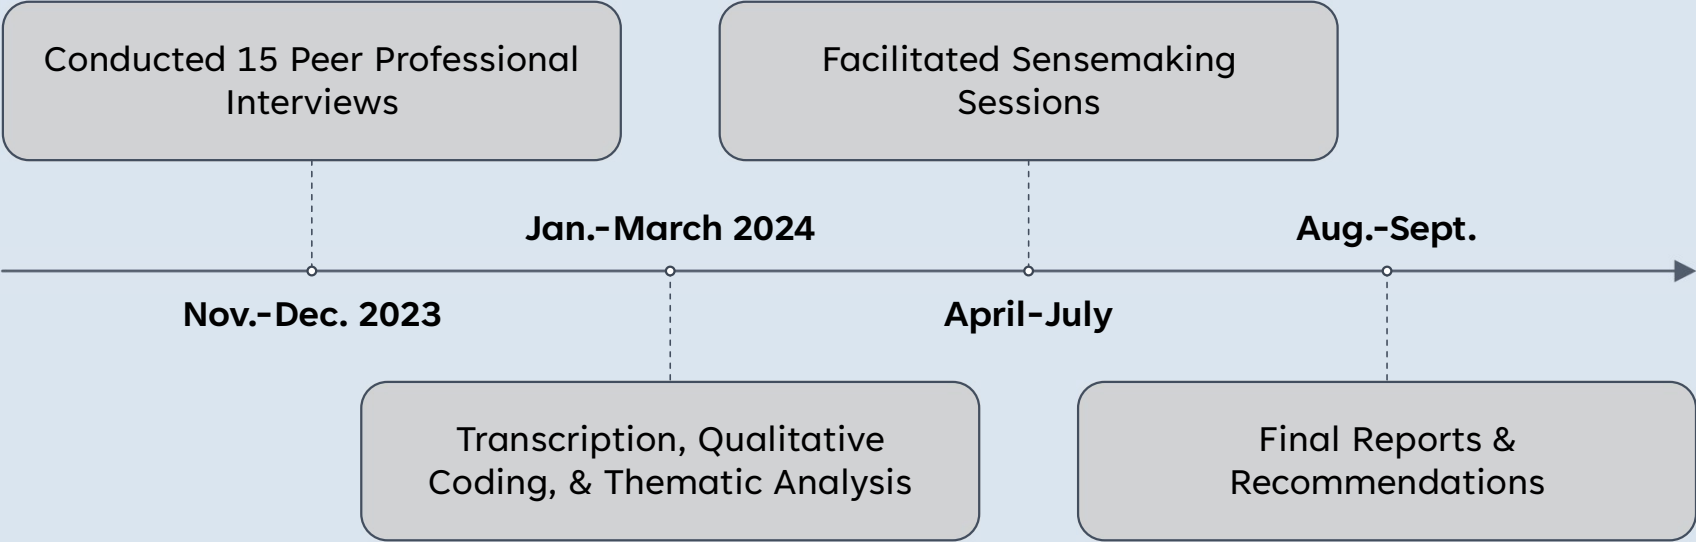 Conducted 15 Peer Professional
Interviews
Facilitated Sensemaking
Sessions
Jan.-March 2024
Aug.-Sept.
Nov.-Dec. 2023
April-July
Transcription, Qualitative
Coding, & Thematic Analysis
Final Reports &
Recommendations